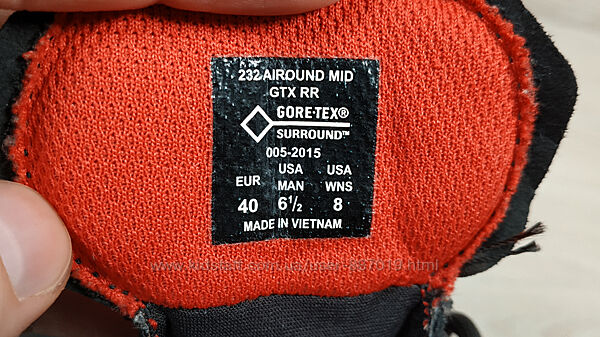 232 AIROUND MID
GTX RR
GORE-TEX®
SURROUND™
005-2015
EUR USA MAN USA WNS
40 6½ 8
MADE IN VIETNAM